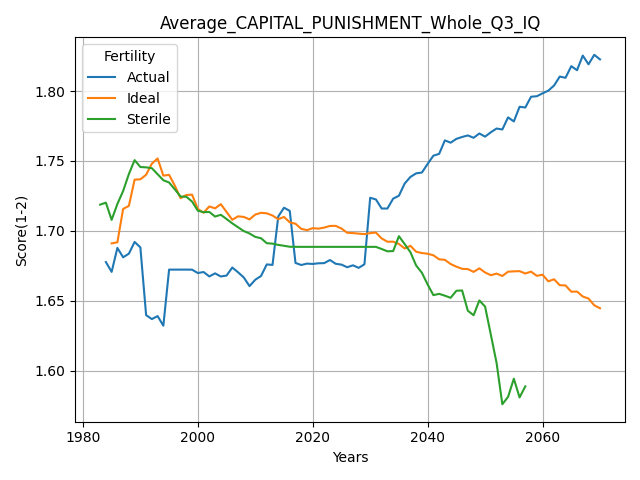 Average_CAPITAL_PUNISHMENT_Whole_Q3_IQ
Fertility
Actual
Ideal
Sterile
Score(1-2)
1.80
1.75
1.70
1.65
1.60
1980
2000
2020
2040
2060
Years